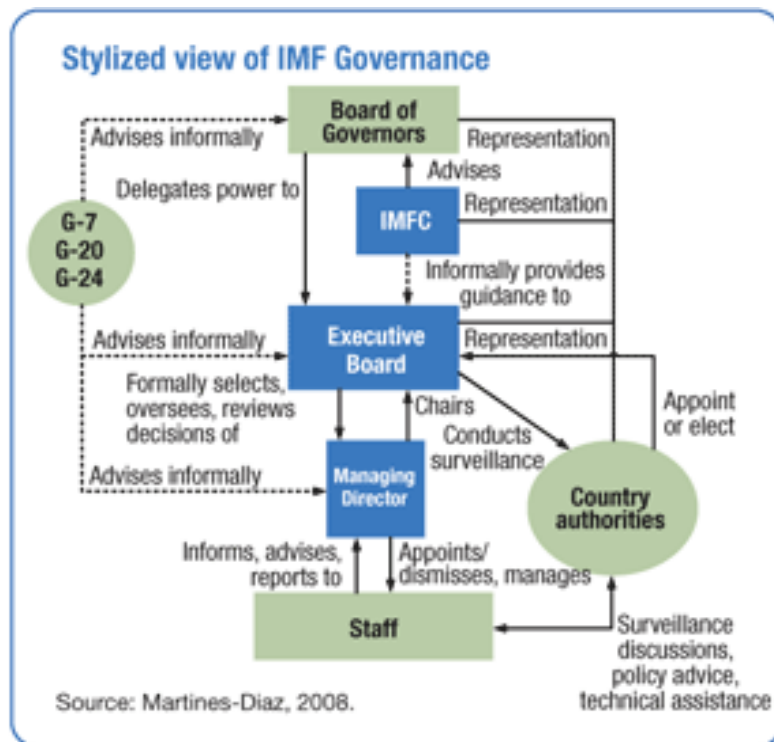 Stylized view of IMF Governance
Board of
Governors
Advises informally
Representation
Advises
Delegates power to
IMFC
Representation
G-7
G-20
G-24
Informally provides
guidance to
Advises informally
Executive
Board
Representation
Formally selects,
oversees, reviews
decisions of
Chairs
Appoint
or elect
Conducts
surveillance
Advises informally
Managing
Director
Country
authorities
Informs, advises,
reports to
Appoints/
dismisses, manages
Staff
Surveillance
discussions,
policy advice,
technical assistance
Source: Martines-Diaz, 2008.